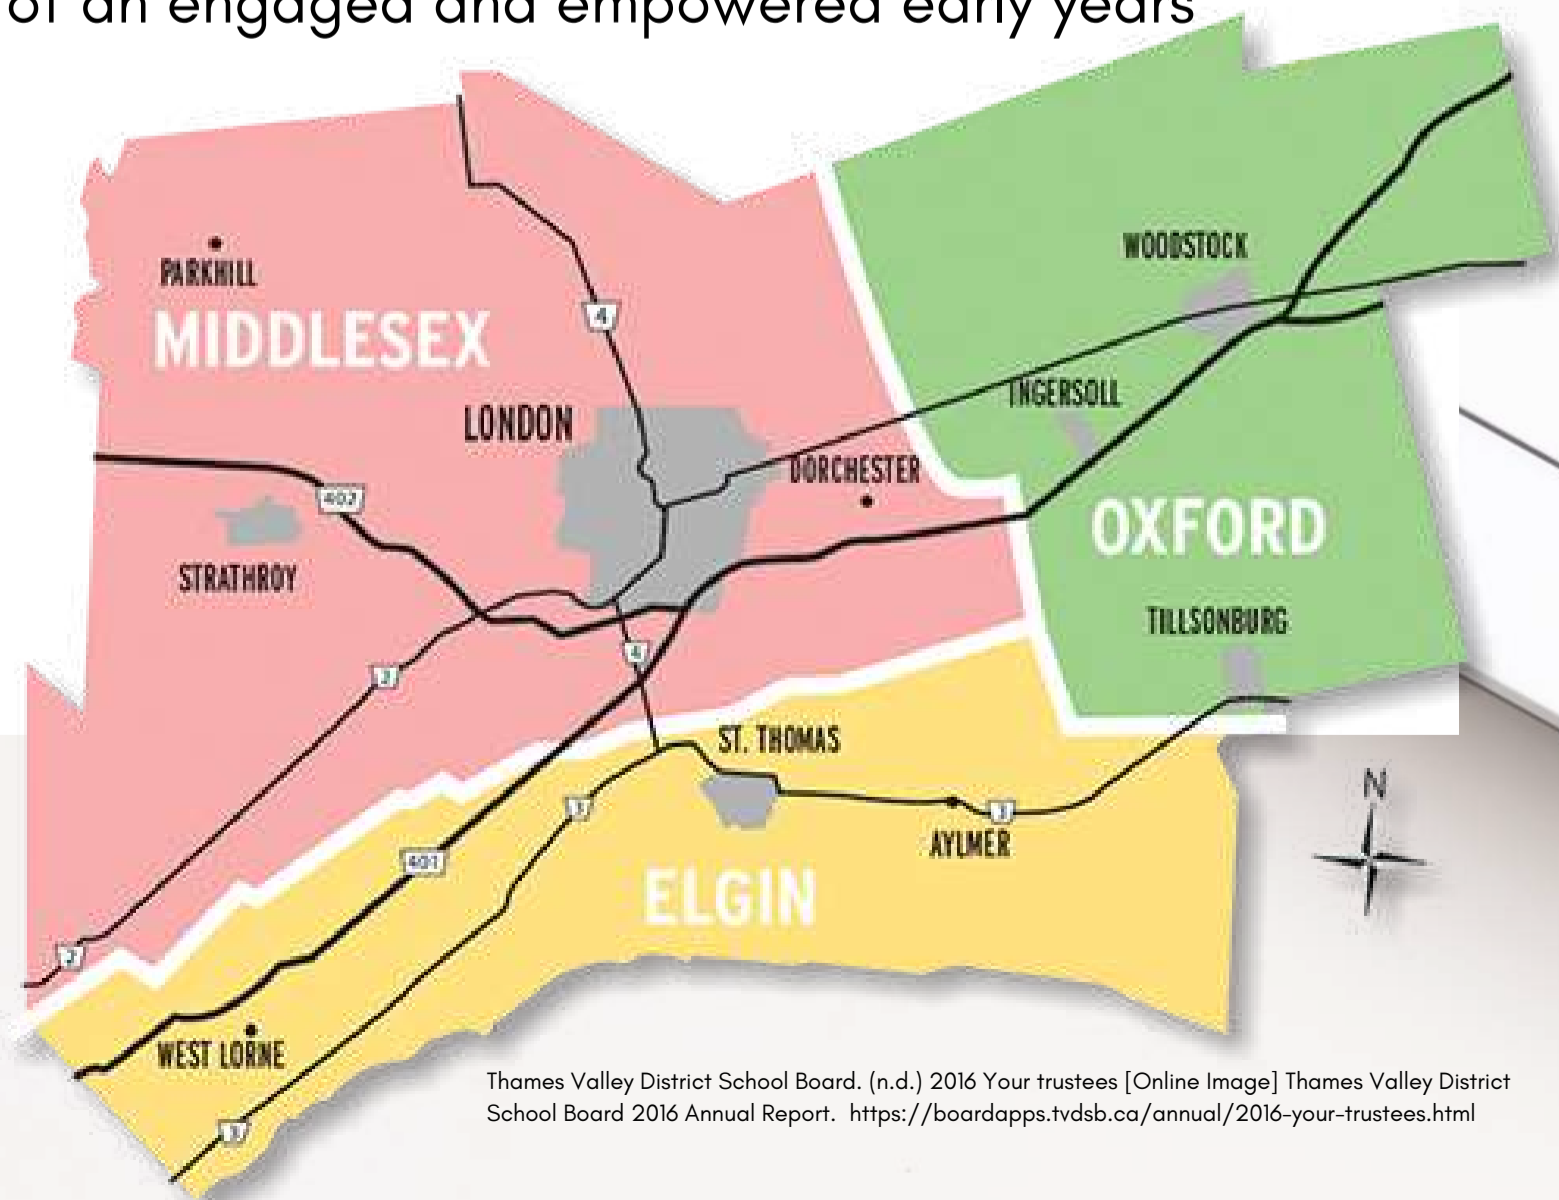 of an engaged and empowered early years
PARKHILL
MIDDLESEX
4
LONDON
402
STRATHROY
DORCHESTER
WOODSTOCK
INGERSOLL
OXFORD
TILLSONBURG
4
2
ST. THOMAS
3
3
AYLMER
401
ELGIN
N
2
WEST LORNE
3
Thames Valley District School Board. (n.d.) 2016 Your trustees [Online Image] Thames Valley District
School Board 2016 Annual Report. https://boardapps.tvdsb.ca/annual/2016-your-trustees.html